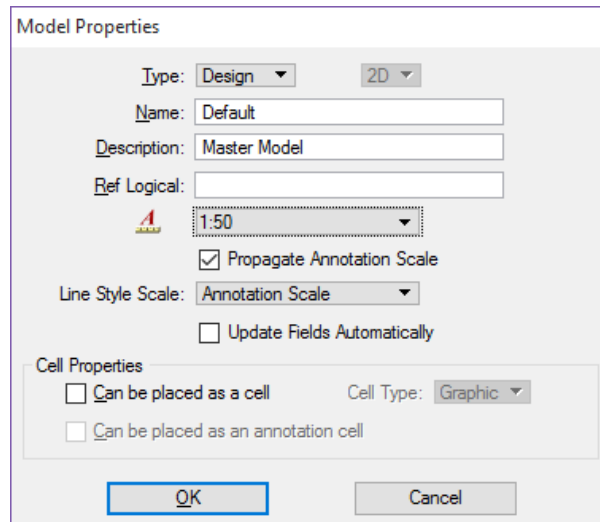 Model Properties
Type: Design 2D
Name: Default
Description: Master Model
Ref Logical:
A 1:50
Propagate Annotation Scale
Line Style Scale: Annotation Scale
Update Fields Automatically
Cell Properties
Can be placed as a cell Cell Type: Graphic
Can be placed as an annotation cell
OK Cancel